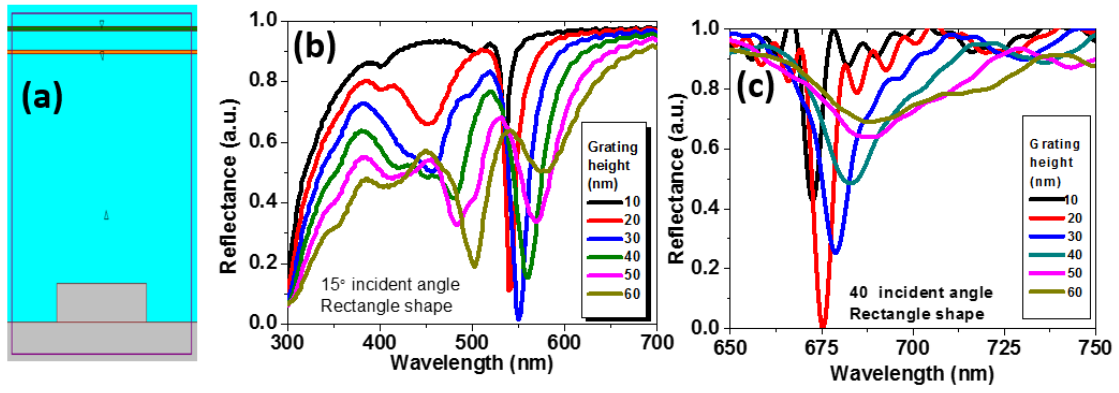 (a)
(b)
Reflectance (a.u.)
1.0
0.8
0.6
0.4
0.2
0.0
300
400
500
600
700
Wavelength (nm)
15° incident angle
Rectangle shape
Grating
height
(nm)
10
20
30
40
50
60
(c)
Reflectance (a.u.)
1.0
0.8
0.6
0.4
0.2
0.0
650
675
700
725
750
Wavelength (nm)
40 incident angle
Rectangle shape
Grating
height
(nm)
10
20
30
40
50
60